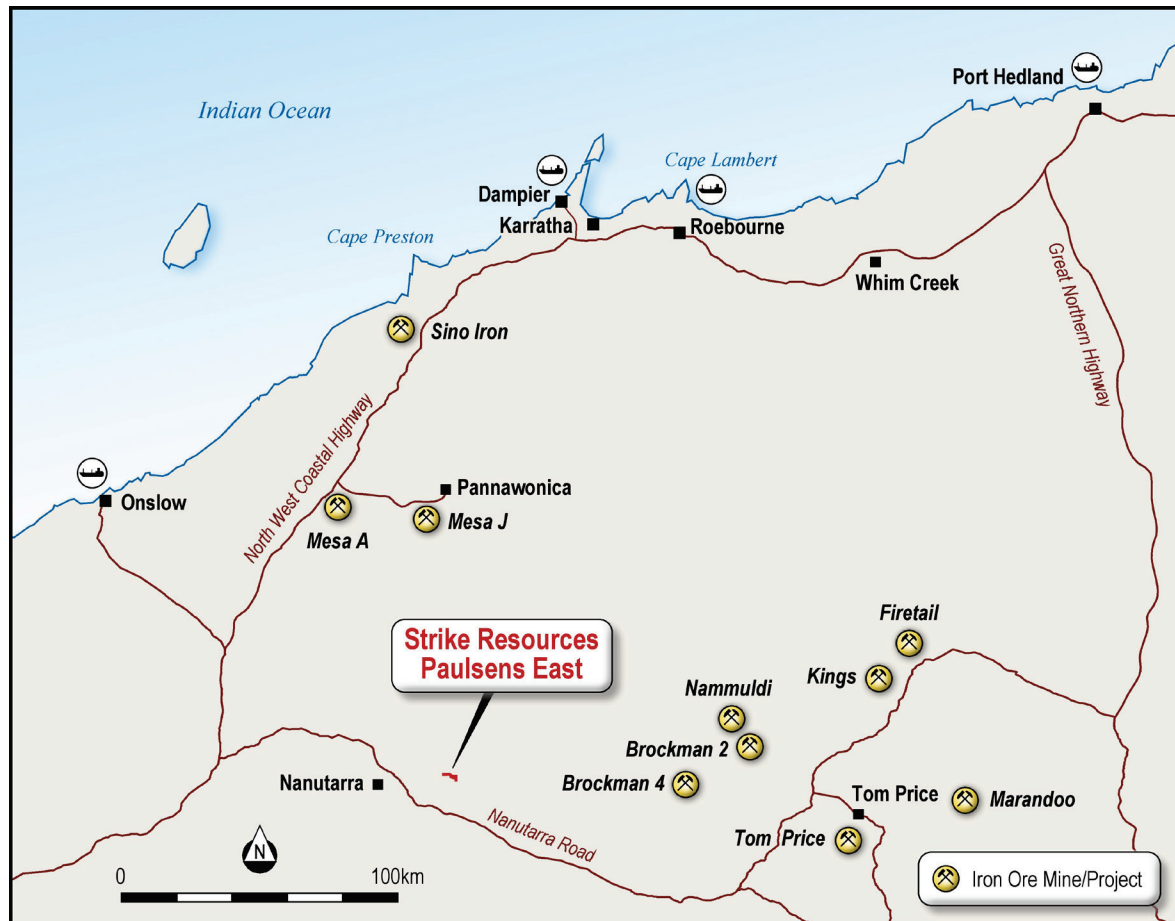 Port Hedland
Indian Ocean
Cape Lambert
Dampier
Karratha
Roebourne
Cape Preston
Whim Creek
Great Northern Highway
Sino Iron
North West Coastal Highway
Pannawonica
Onslow
Mesa J
Mesa A
Firetail
Strike Resources
Paulsens East
Kings
Nammuldi
Brockman 2
Nanutarra
Brockman 4
Tom Price
Marandoo
Nanutarra Road
Tom Price
N
0
100km
Iron Ore Mine/Project